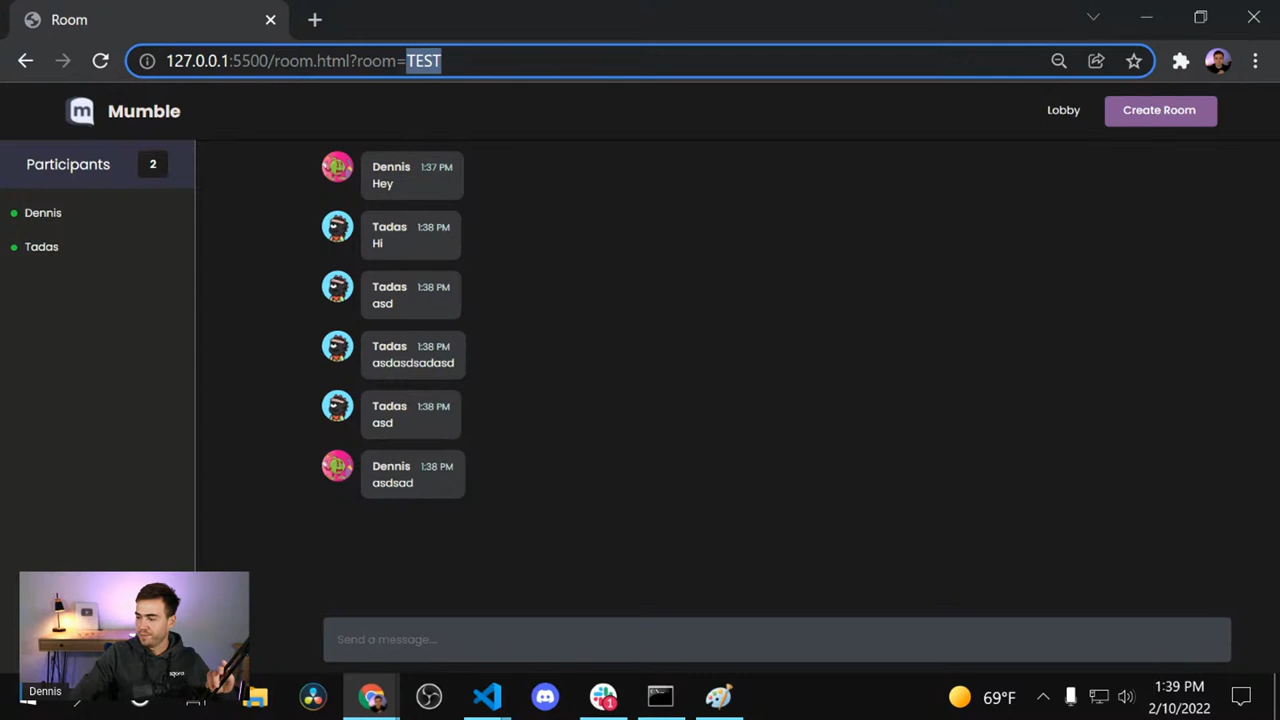 Room
127.0.0.1:5500/room.html?room=TEST
m
Mumble
Lobby
Create Room
Participants
2
Dennis
Tadas
Dennis 1:37 PM
Hey
Tadas 1:38 PM
Hi
Tadas 1:38 PM
asd
Tadas 1:38 PM
asdasdsadasd
Tadas 1:38 PM
asd
Dennis 1:38 PM
asdsad
Send a message...
agora
Dennis
1
69°F
1:39 PM
2/10/2022